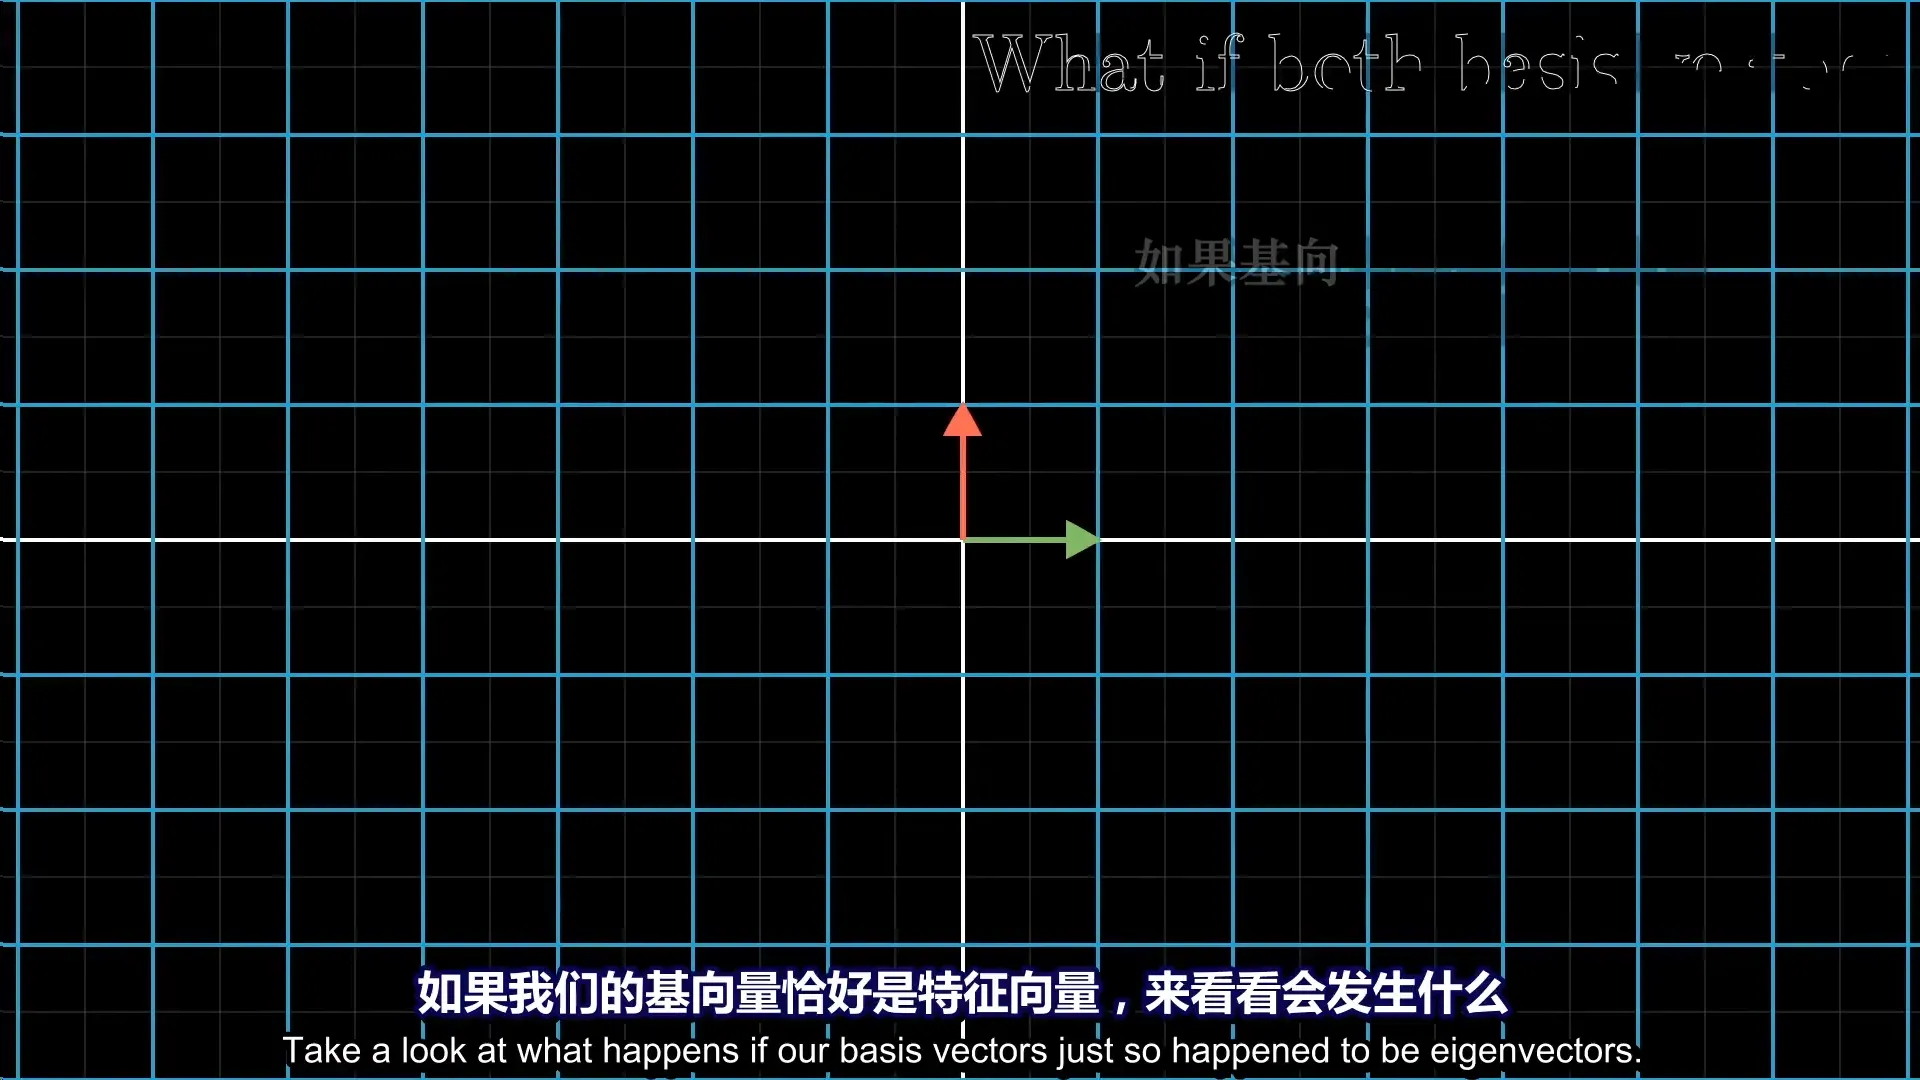 What if both basis
如果基向
如果我们的基向量恰好是特征向量，来看看会发生什么
Take a look at what happens if our basis vectors just so happened to be eigenvectors.